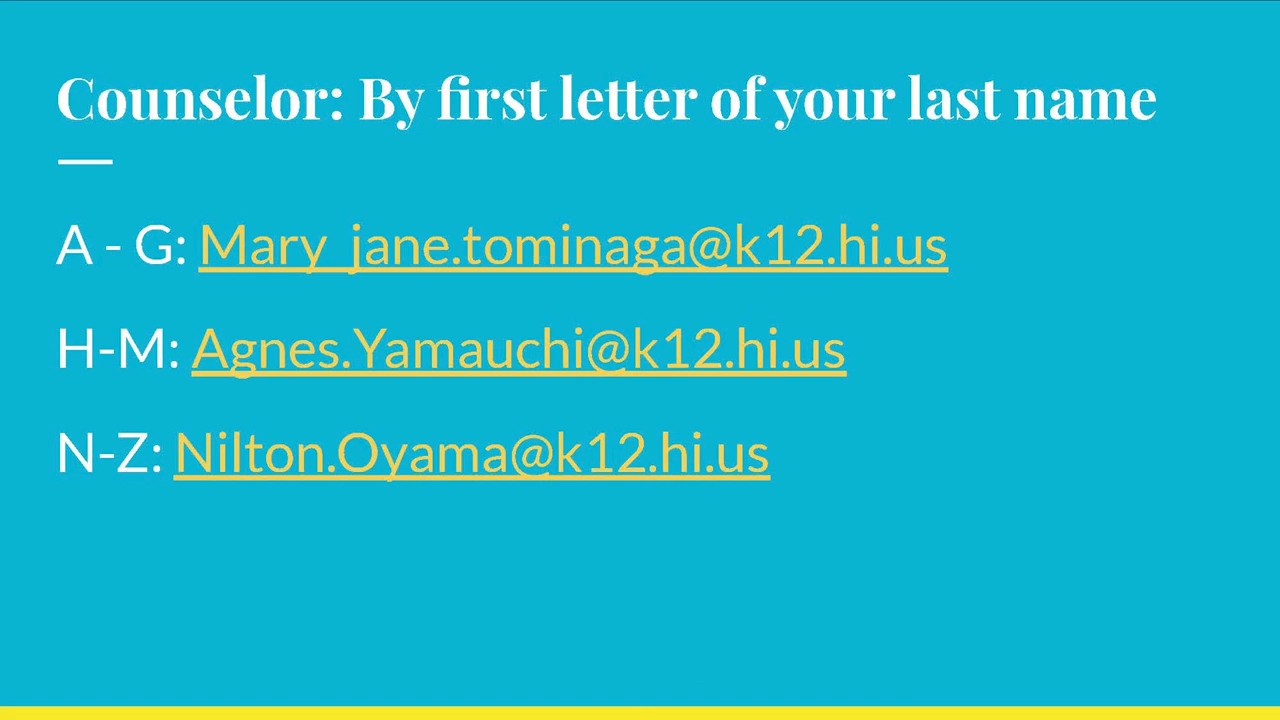 Counselor: By first letter of your last name
A - G: Mary_jane.tominaga@k12.hi.us
H-M: Agnes.Yamauchi@k12.hi.us
N-Z: Nilton.Oyama@k12.hi.us